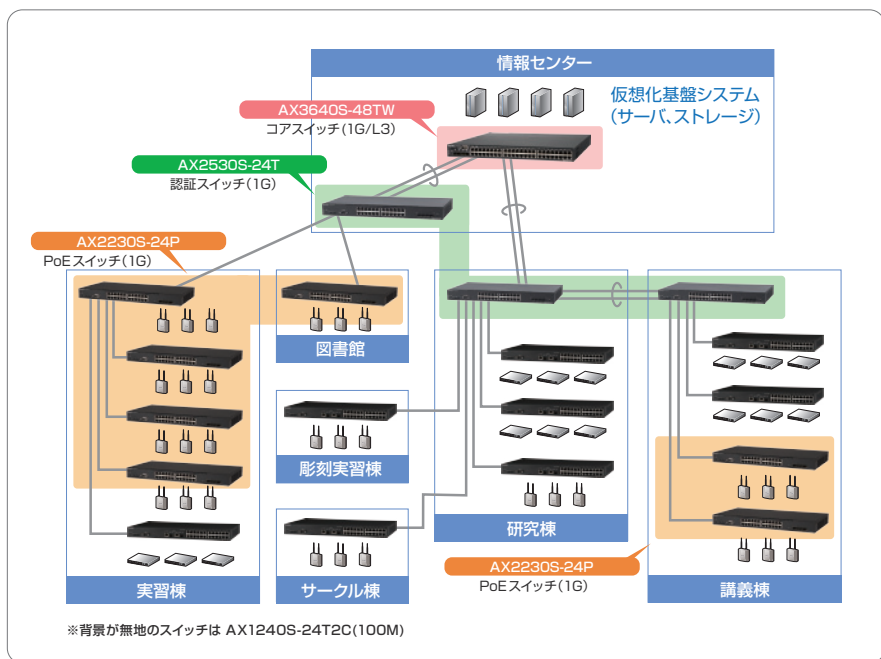 情報センター
仮想化基盤システム
(サーバ、ストレージ)
AX3640S-48TW
コアスイッチ(1G/L3)
AX2530S-24T
認証スイッチ(1G)
AX2230S-24P
PoEスイッチ(1G)
図書館
彫刻実習棟
研究棟
AX2230S-24P
PoEスイッチ(1G)
実習棟
サークル棟
講義棟
※背景が無地のスイッチは AX1240S-24T2C(100M)